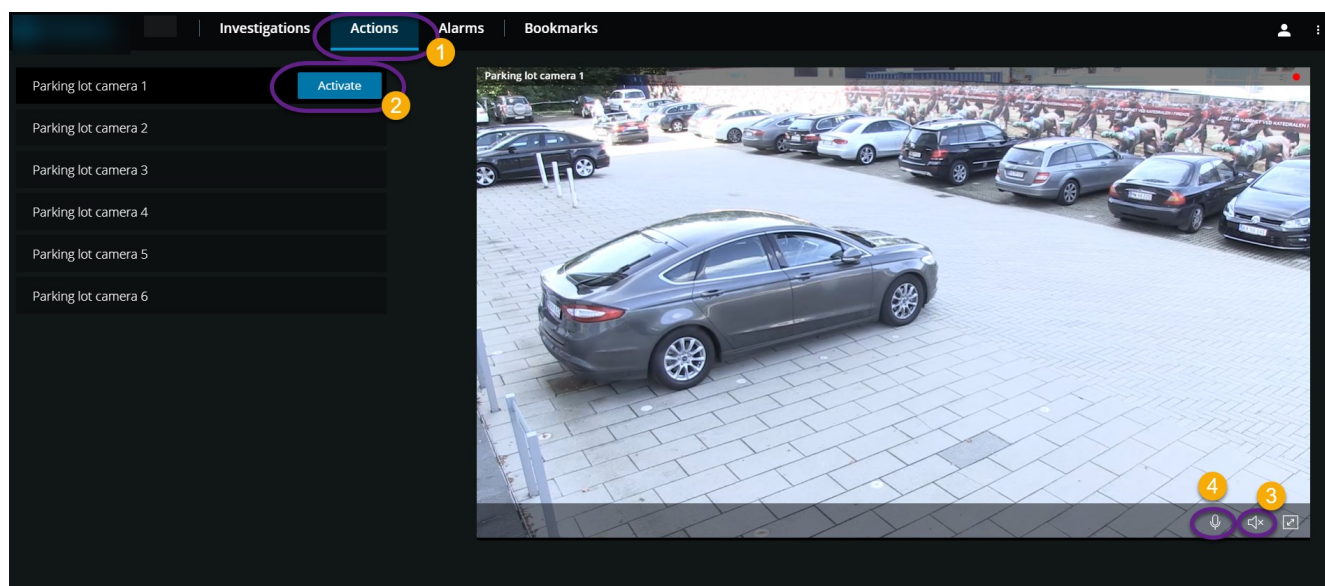 Investigations Actions Alarms Bookmarks
1
Parking lot camera 1 Activate
2
Parking lot camera 2
Parking lot camera 3
Parking lot camera 4
Parking lot camera 5
Parking lot camera 6
Parking lot camera 1
4 3